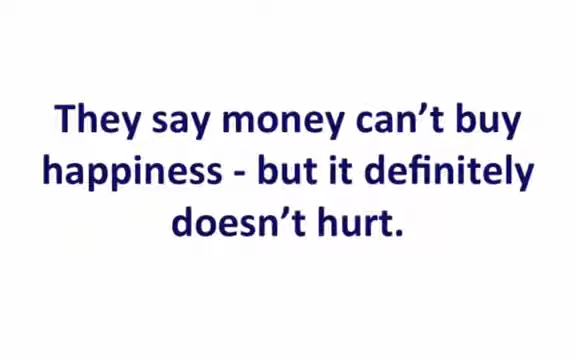 They say money can’t buy
happiness - but it definitely
doesn’t hurt.